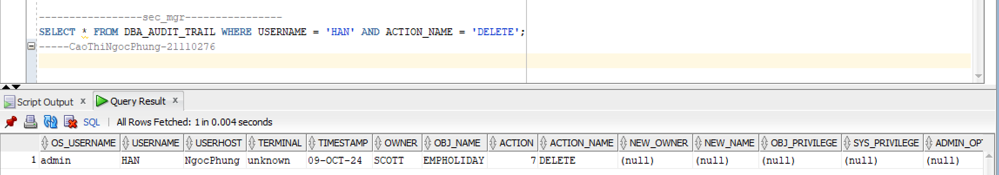 -----------------sec_mgr----------------
SELECT * FROM DBA_AUDIT_TRAIL WHERE USERNAME = 'HAN' AND ACTION_NAME = 'DELETE';
-----CaoThiNgocPhung-21110276
Script Output x Query Result x
SQL | All Rows Fetched: 1 in 0.004 seconds
OS_USERNAME USERNAME USERHOST TERMINAL TIMESTAMP OWNER OBJ_NAME ACTION ACTION_NAME NEW_OWNER NEW_NAME OBJ_PRIVILEGE SYS_PRIVILEGE ADMIN_OPT
1 admin HAN NgocPhung unknown 09-OCT-24 SCOTT EMPHOLIDAY 7 DELETE (null) (null) (null) (null) (null)